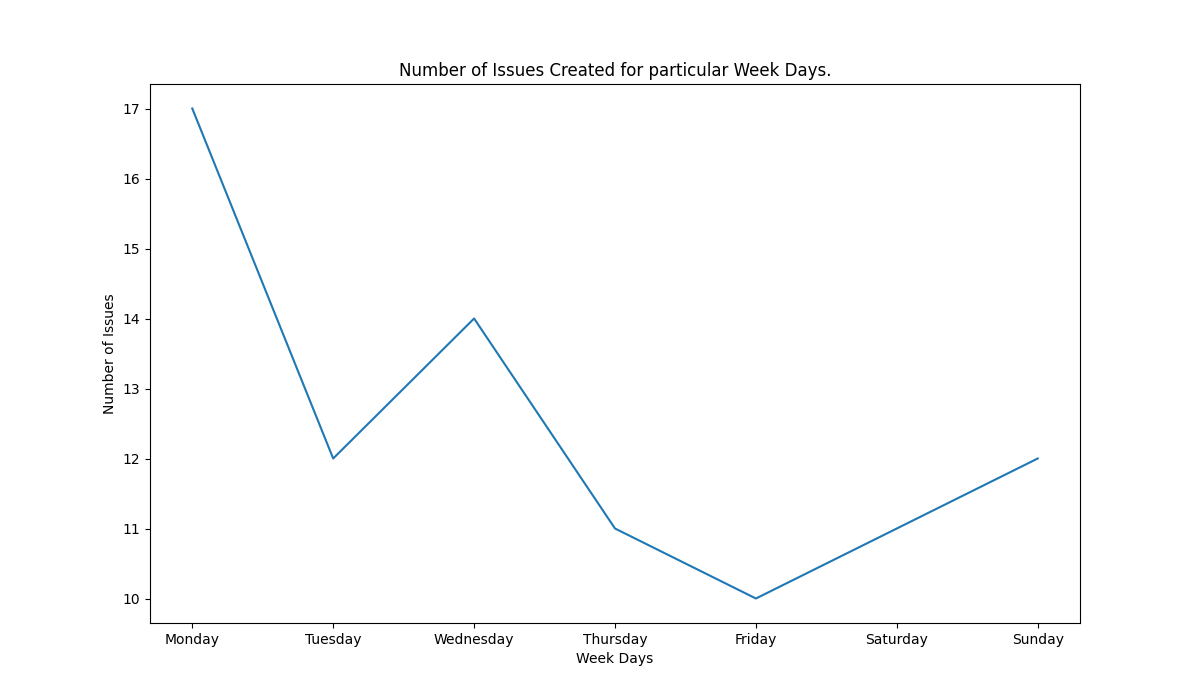 Number of Issues Created for particular Week Days.
Number of Issues
17
16
15
14
13
12
11
10
Monday Tuesday Wednesday Thursday Friday Saturday Sunday
Week Days